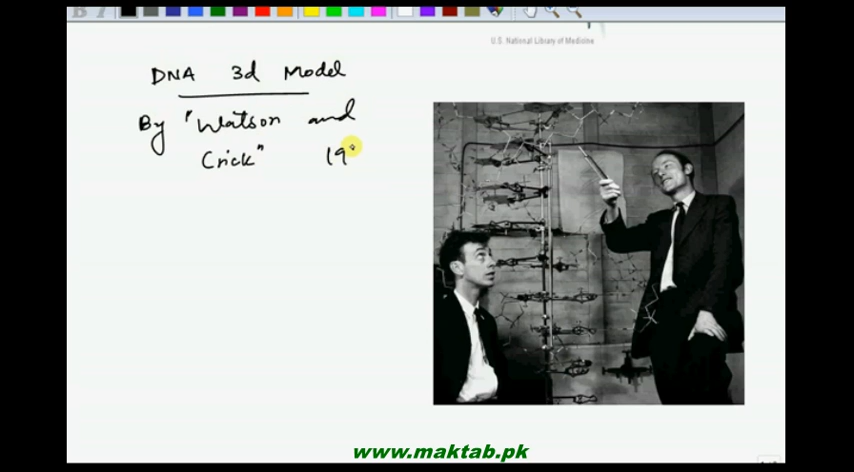 U.S. National Library of Medicine
DNA 3d Model
By "Watson and
Crick" 19
www.maktab.pk